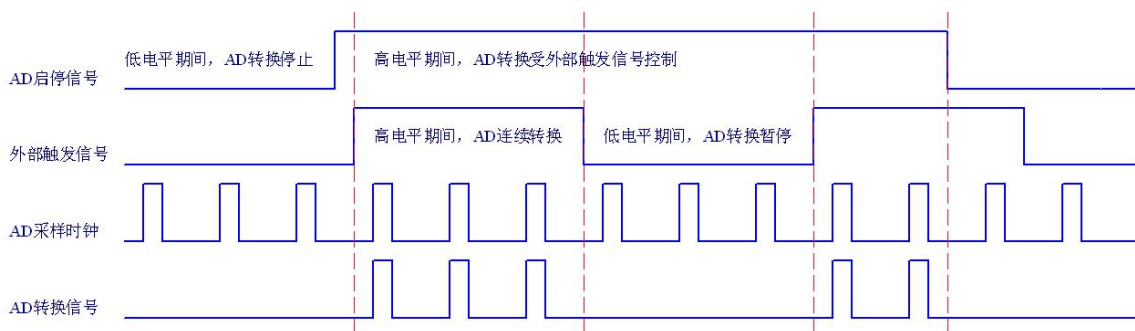 低电平期间，AD转换停止
高电平期间，AD转换受外部触发信号控制
AD启停信号
高电平期间，AD连续转换
低电平期间，AD转换暂停
外部触发信号
AD采样时钟
AD转换信号